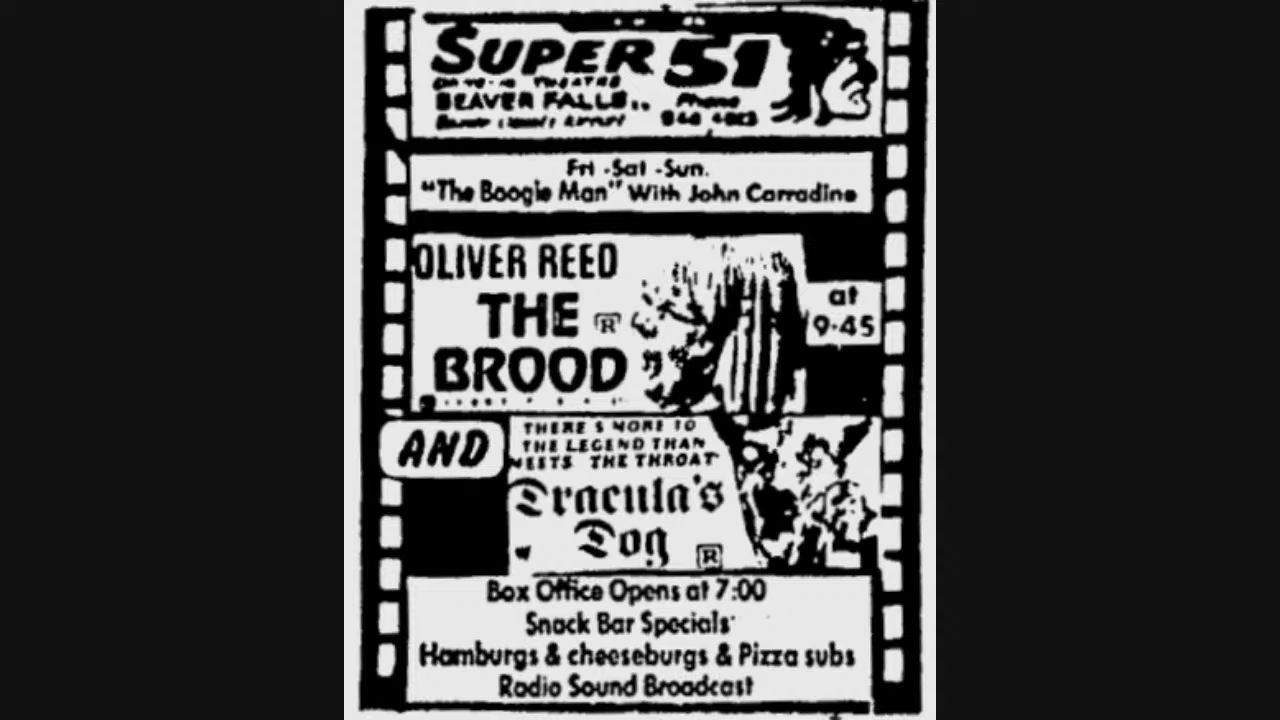 SUPER 51
THEATRE
BEAVER FALLS
Phone
Fri -Sat -Sun.
"The Boogie Man" With John Carradine
OLIVER REED
THE R
BROOD
at
9-45
AND
THERE S MORE TO
THE LEGEND THAN
MEETS THE THROAT
Dracula's
Dog R
Box Office Opens at 7:00
Snack Bar Specials
Hamburgs & cheeseburgs & Pizza subs
Radio Sound Broadcast